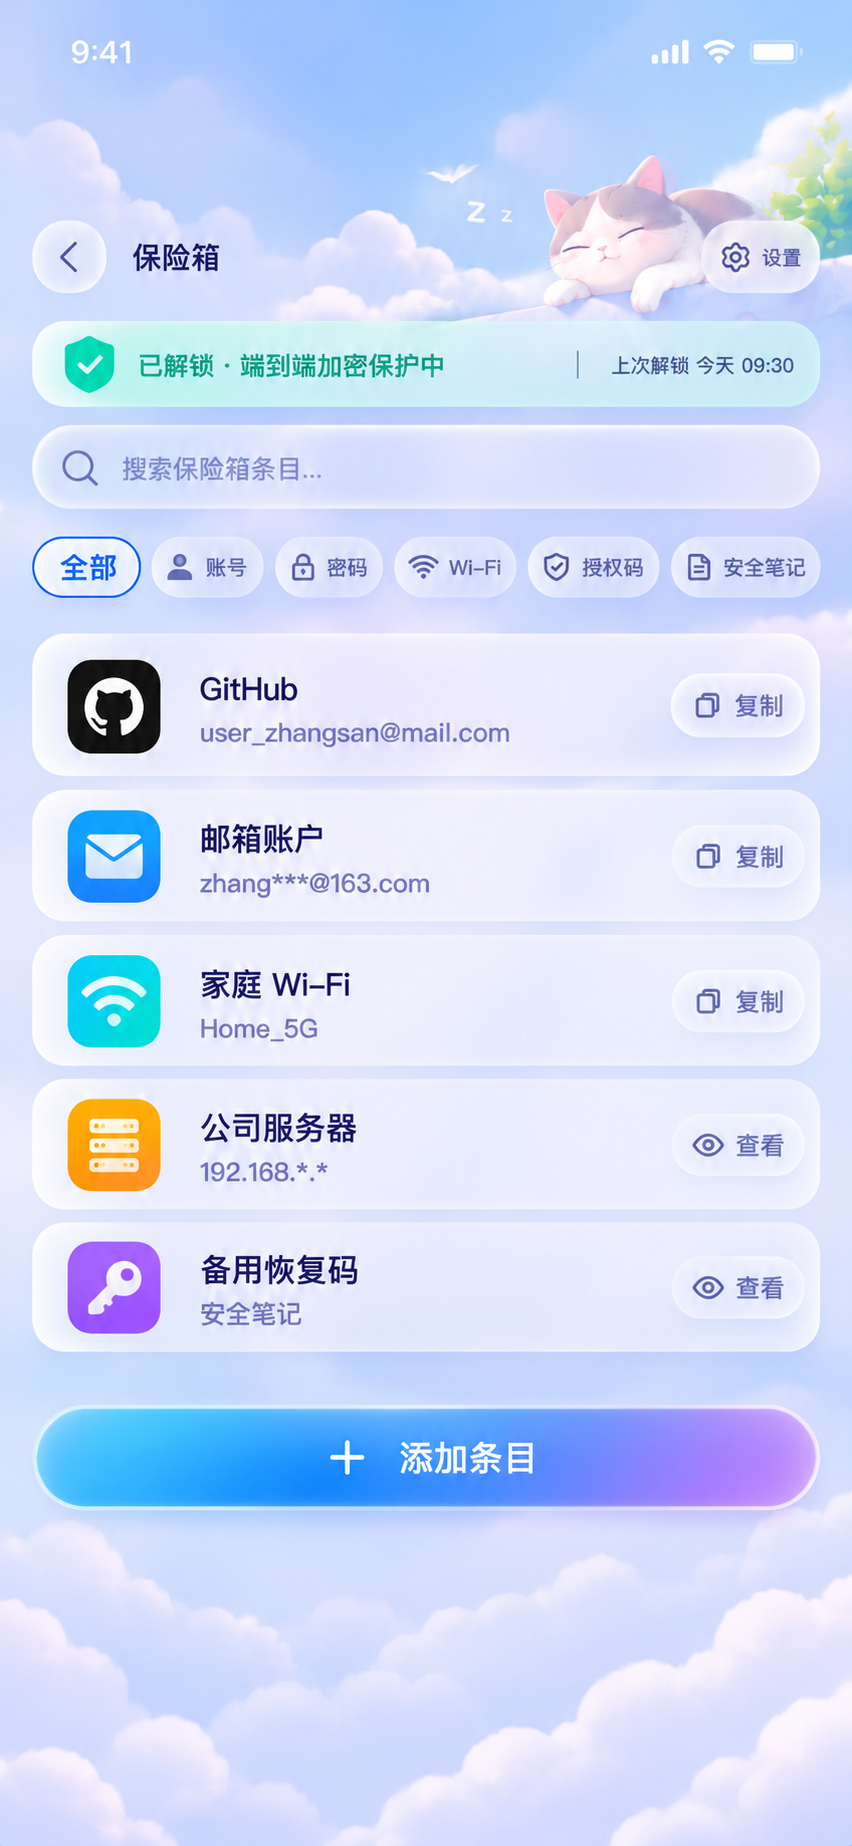 9:41
Z z
保险箱
设置
已解锁 · 端到端加密保护中 | 上次解锁 今天 09:30
搜索保险箱条目...
全部 账号 密码 Wi-Fi 授权码 安全笔记
GitHub
user_zhangsan@mail.com
复制
邮箱账户
zhang***@163.com
复制
家庭 Wi-Fi
Home_5G
复制
公司服务器
192.168.*.*
查看
备用恢复码
安全笔记
查看
+ 添加条目